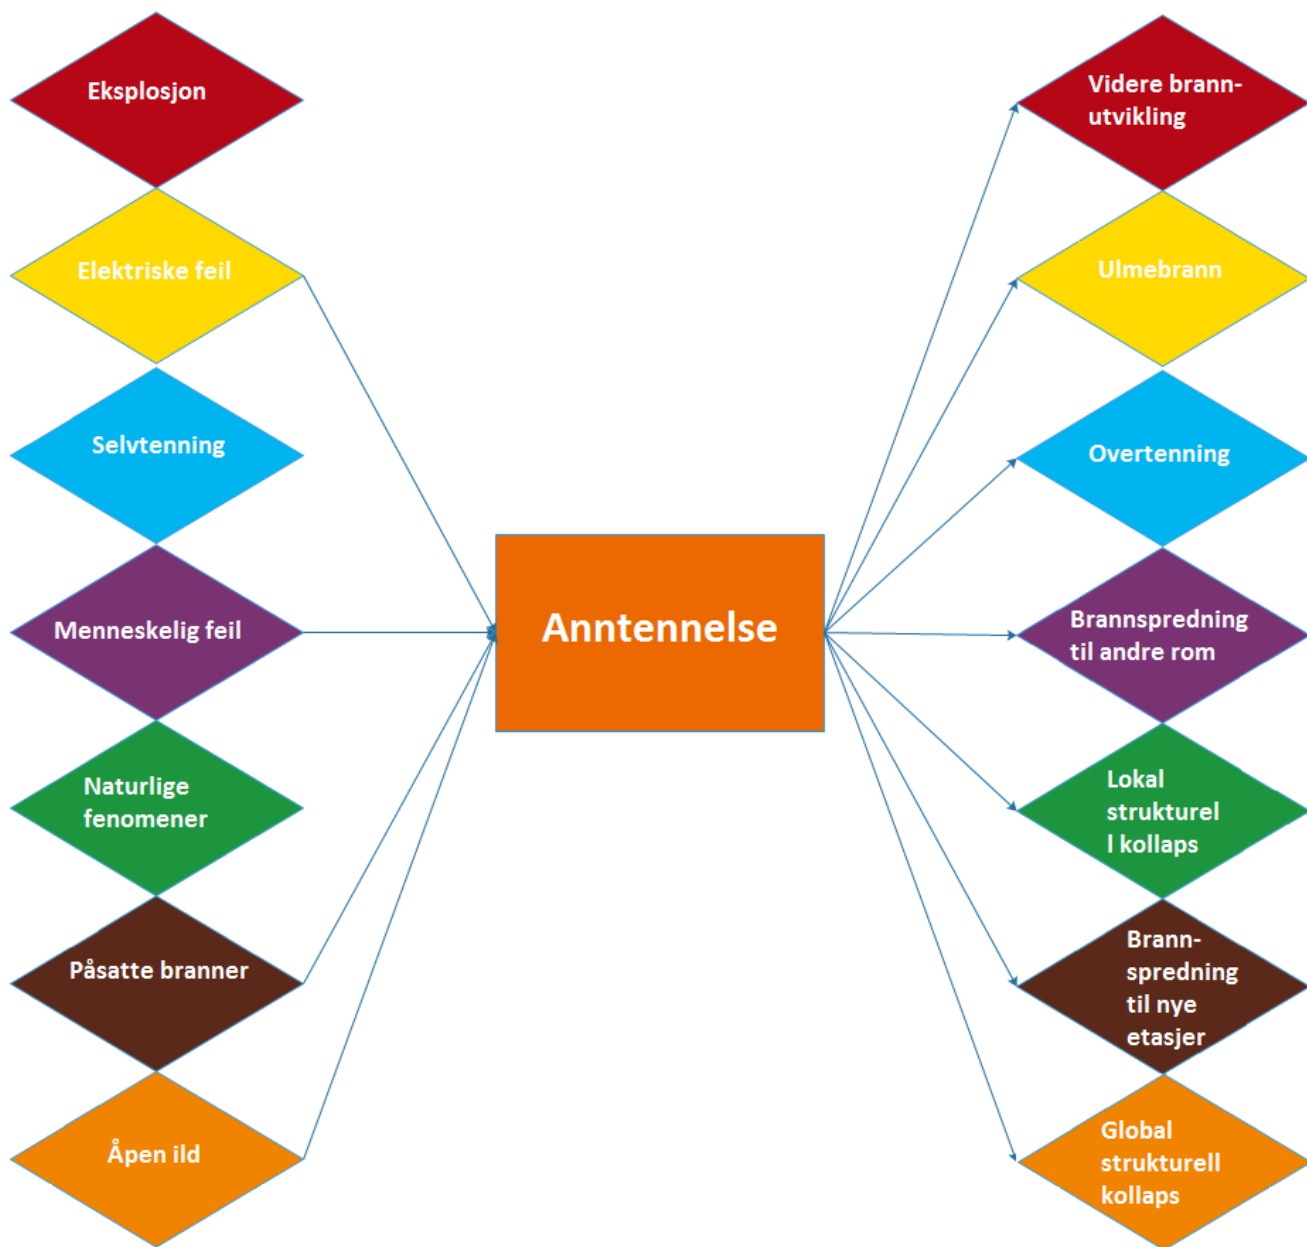 Eksplosjon
Elektriske feil
Selvtenning
Menneskelig feil
Naturlige
fenomener
Påsatte branner
Åpen ild
Anntennelse
Videre brann-
utvikling
Ulmebrann
Overtenning
Brannspredning
til andre rom
Lokal
strukturel
l kollaps
Brann-
spredning
til nye
etasjer
Global
strukturell
kollaps